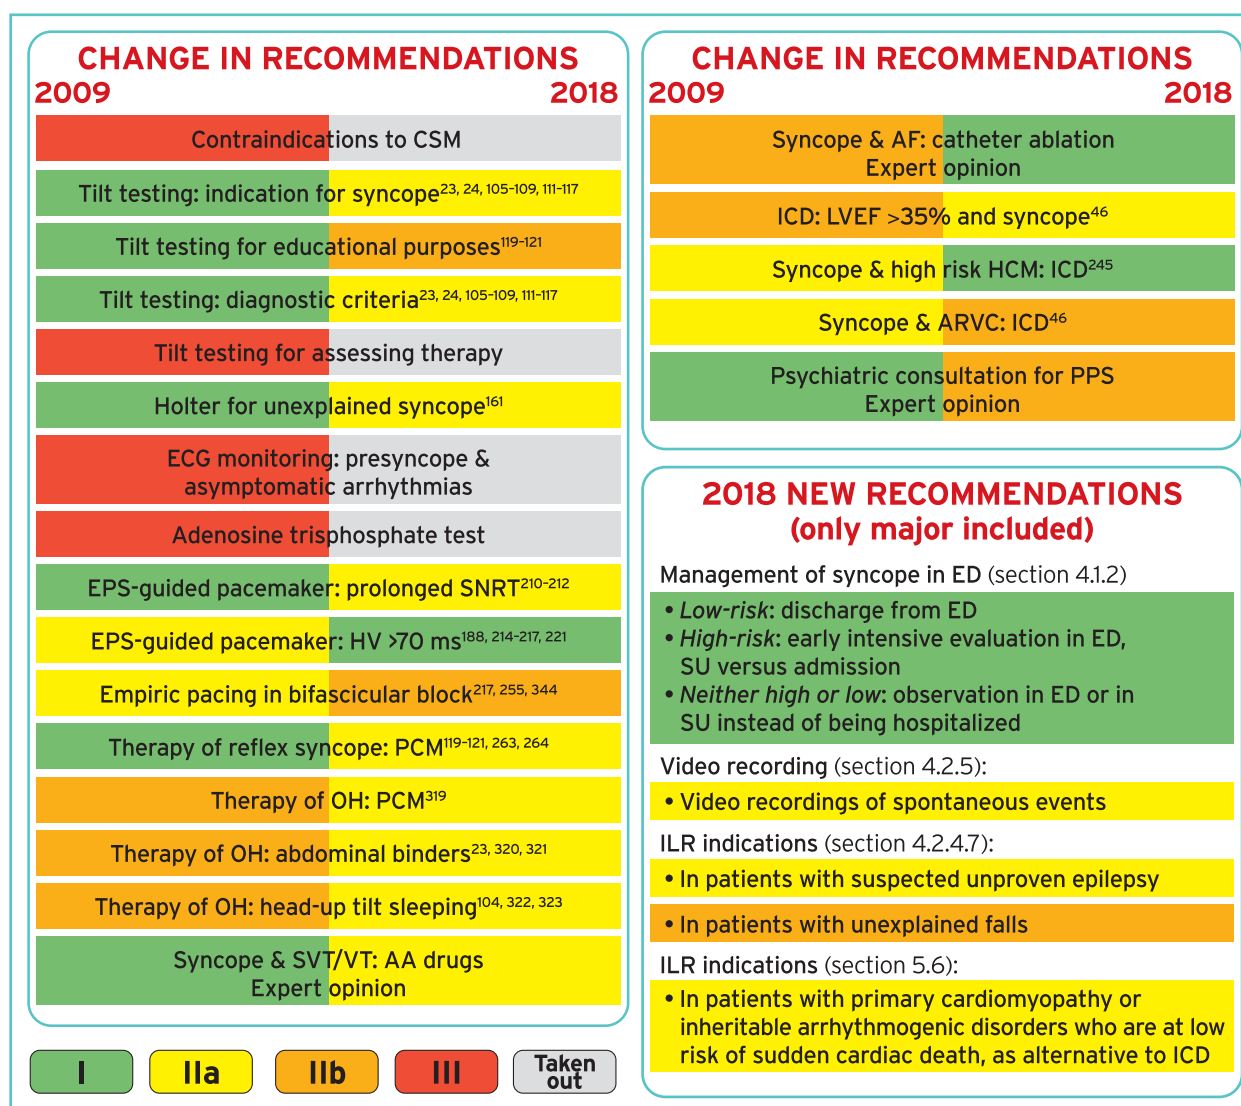 CHANGE IN RECOMMENDATIONS
2009 2018
Contraindications to CSM
Tilt testing: indication for syncope23, 24, 105-109, 111-117
Tilt testing for educational purposes119-121
Tilt testing: diagnostic criteria23, 24, 105-109, 111-117
Tilt testing for assessing therapy
Holter for unexplained syncope161
ECG monitoring: presyncope &
asymptomatic arrhythmias
Adenosine trisphosphate test
EPS-guided pacemaker: prolonged SNRT210-212
EPS-guided pacemaker: HV >70 ms188, 214-217, 221
Empiric pacing in bifascicular block217, 255, 344
Therapy of reflex syncope: PCM119-121, 263, 264
Therapy of OH: PCM319
Therapy of OH: abdominal binders23, 320, 321
Therapy of OH: head-up tilt sleeping104, 322, 323
Syncope & SVT/VT: AA drugs
Expert opinion
I IIa IIb III Taken
out
CHANGE IN RECOMMENDATIONS
2009 2018
Syncope & AF: catheter ablation
Expert opinion
ICD: LVEF >35% and syncope46
Syncope & high risk HCM: ICD245
Syncope & ARVC: ICD46
Psychiatric consultation for PPS
Expert opinion
2018 NEW RECOMMENDATIONS
(only major included)
Management of syncope in ED (section 4.1.2)
• Low-risk: discharge from ED
• High-risk: early intensive evaluation in ED,
SU versus admission
• Neither high or low: observation in ED or in
SU instead of being hospitalized
Video recording (section 4.2.5):
• Video recordings of spontaneous events
ILR indications (section 4.2.4.7):
• In patients with suspected unproven epilepsy
• In patients with unexplained falls
ILR indications (section 5.6):
• In patients with primary cardiomyopathy or
inheritable arrhythmogenic disorders who are at low
risk of sudden cardiac death, as alternative to ICD